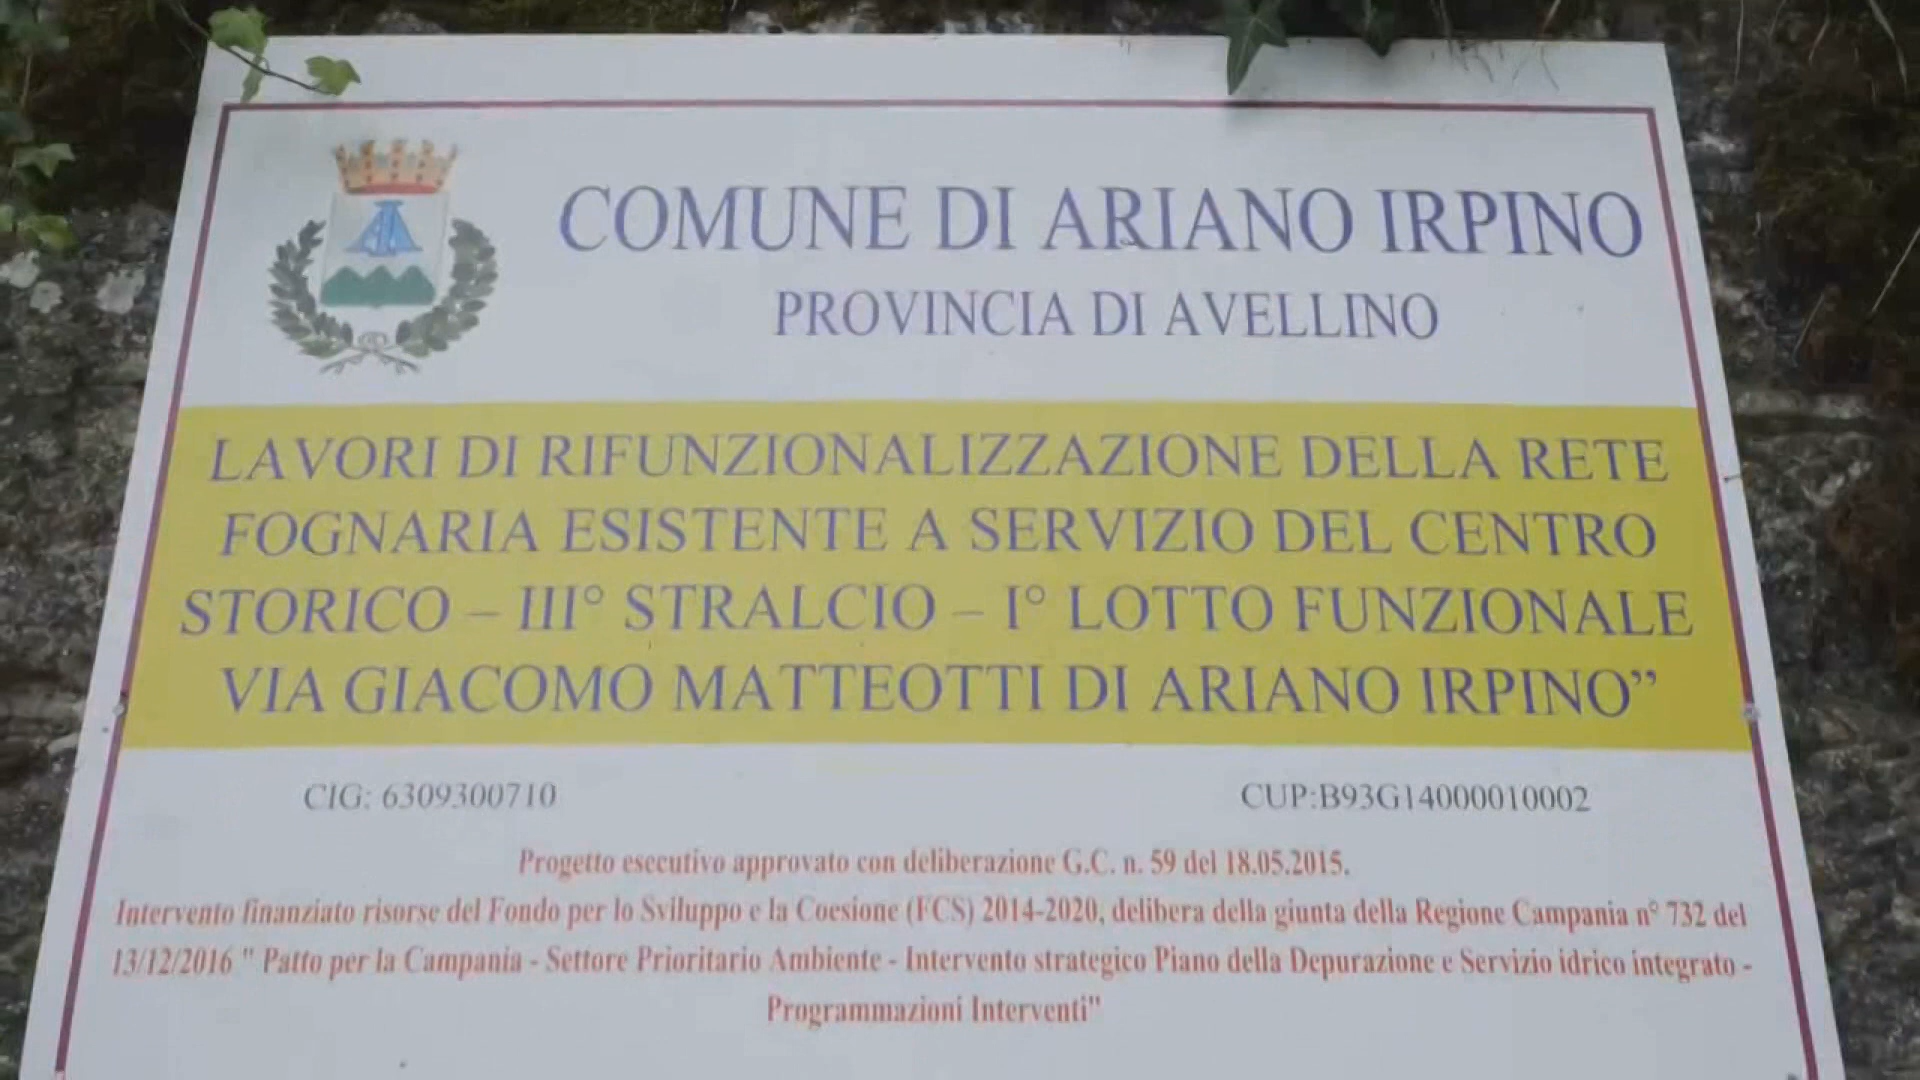 COMUNE DI ARIANO IRPINO
PROVINCIA DI AVELLINO
LAVORI DI RIFUNZIONALIZZAZIONE DELLA RETE
FOGNARIA ESISTENTE A SERVIZIO DEL CENTRO
STORICO – III° STRALCIO – I° LOTTO FUNZIONALE
VIA GIACOMO MATTEOTTI DI ARIANO IRPINO”
CIG: 6309300710
CUP:B93G14000010002
Progetto esecutivo approvato con deliberazione G.C. n. 59 del 18.05.2015.
Intervento finanziato risorse del Fondo per lo Sviluppo e la Coesione (FCS) 2014-2020, delibera della giunta della Regione Campania n° 732 del
13/12/2016 " Patto per la Campania - Settore Prioritario Ambiente - Intervento strategico Piano della Depurazione e Servizio idrico integrato -
Programmazioni Interventi"